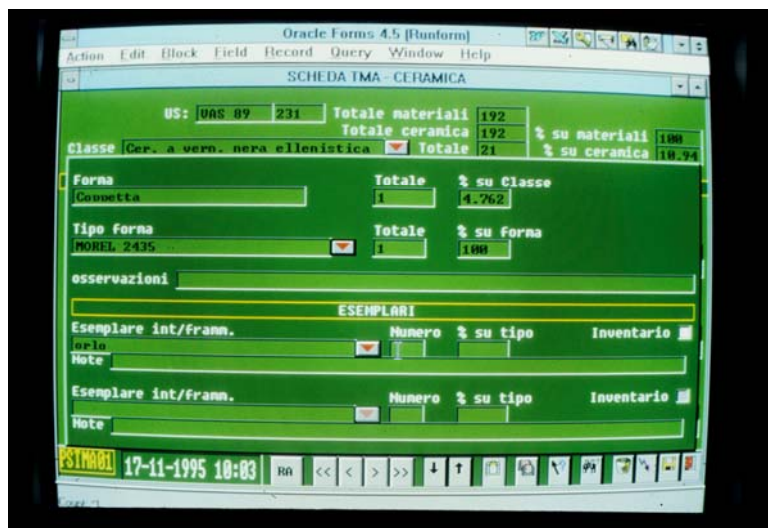 Oracle Forms 4.5 (Runform)
Action Edit Block Field Record Query Window Help
SCHEDA TMA - CERAMICA
US: VAS 89 231 Totale materiali 192
Totale ceramica 192 % su materiali 100
Classe Cer. a vern. nera ellenistica Totale 21 % su ceramica 10.94
Forma Totale % su Classe
Coppetta 1 4.762
Tipo forma Totale % su forma
MOREL 2435 1 100
osservazioni
ESEMPLARI
Esemplare int/framm. Numero % su tipo Inventario
orlo
Note
Esemplare int/framm. Numero % su tipo Inventario
Note
PSTMA01 17-11-1995 10:03 RA << < > >>